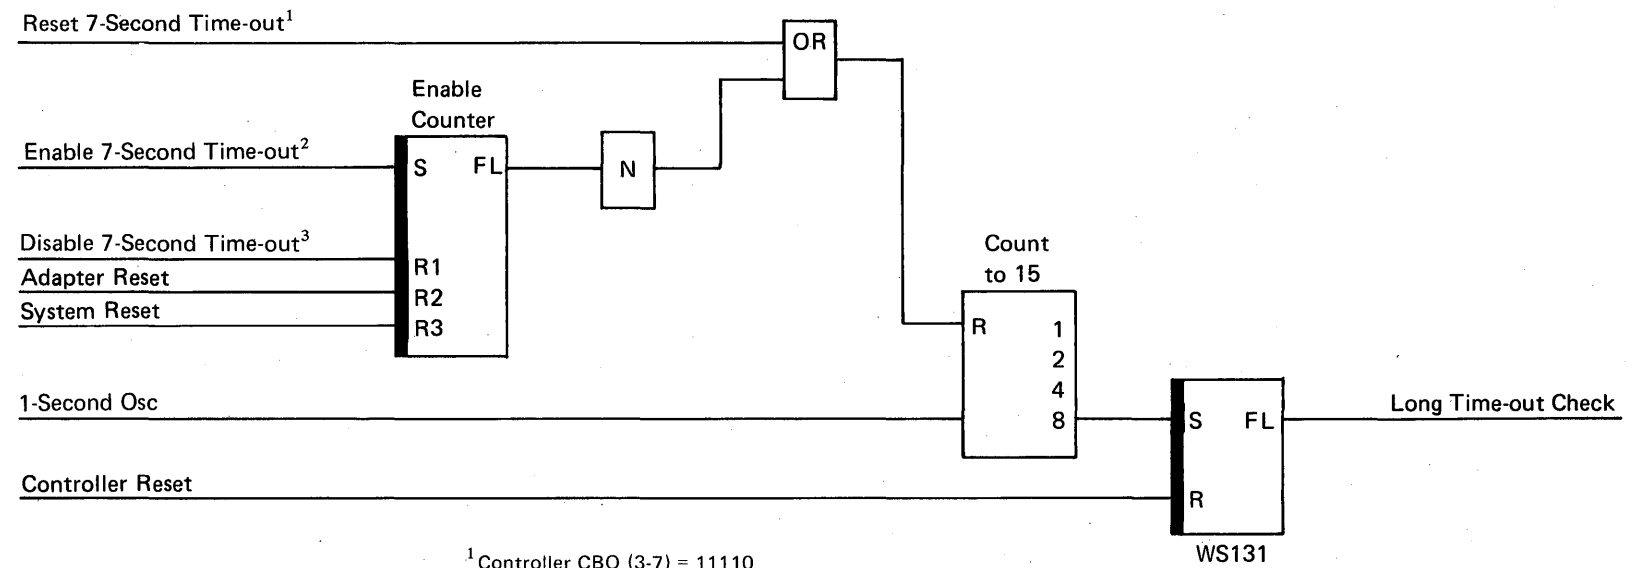 Reset 7-Second Time-out¹
OR
Enable
Counter
Enable 7-Second Time-out²
S FL
N
Disable 7-Second Time-out³
R1
Adapter Reset
R2
System Reset
R3
Count
to 15
R 1
2
4
8
1-Second Osc
S FL
Long Time-out Check
Controller Reset
R
WS131
¹Controller CBO (3-7) = 11110